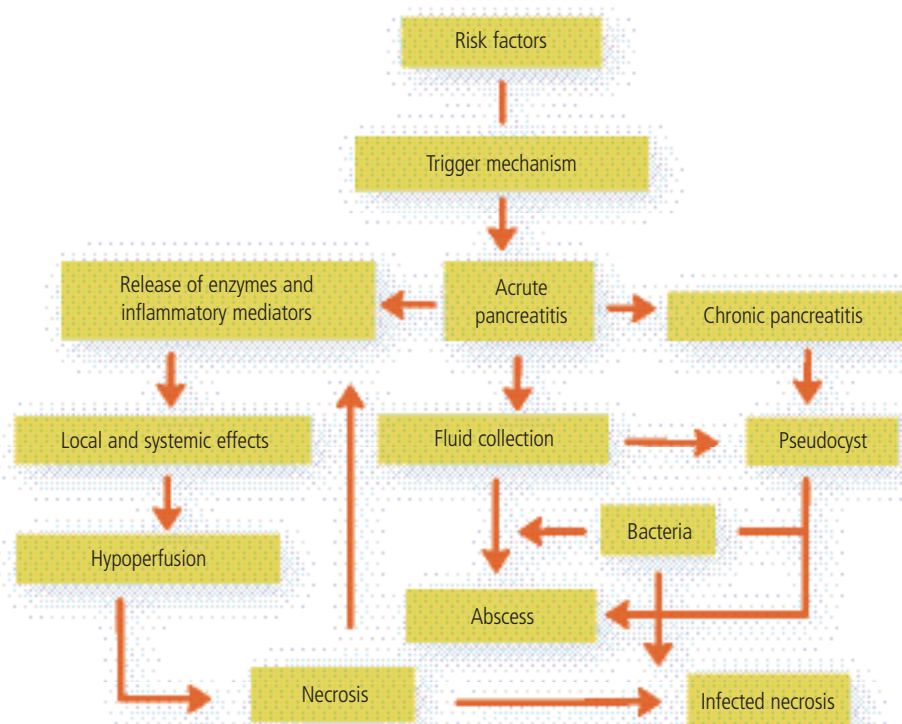 Risk factors
Trigger mechanism
Release of enzymes and
inflammatory mediators
Acrute
pancreatitis
Chronic pancreatitis
Local and systemic effects
Fluid collection
Pseudocyst
Bacteria
Hypoperfusion
Abscess
Necrosis
Infected necrosis